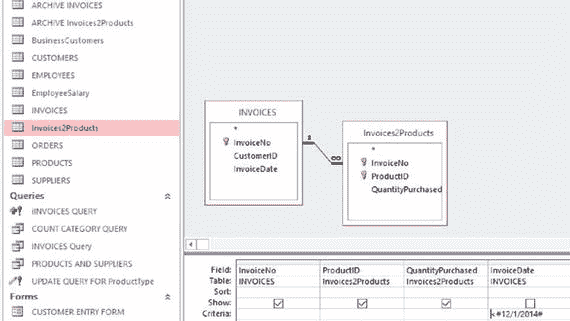 ARCHIVE INVOICES
ARCHIVE Invoices2Products
BusinessCustomers
CUSTOMERS
EMPLOYEES
EmployeeSalary
INVOICES
Invoices2Products
ORDERS
PRODUCTS
SUPPLIERS
Queries
IINVOICES QUERY
COUNT CATEGORY QUERY
INVOICES Query
PRODUCTS AND SUPPLIERS
UPDATE QUERY FOR ProductType
Forms
CUSTOMER ENTRY FORM
INVOICES
*
InvoiceNo
CustomerID
InvoiceDate
1
∞
Invoices2Products
*
InvoiceNo
ProductID
QuantityPurchased
Field: InvoiceNo ProductID QuantityPurchased InvoiceDate
Table: INVOICES Invoices2Products Invoices2Products INVOICES
Sort:
Show:
Criteria: <#12/1/2014#